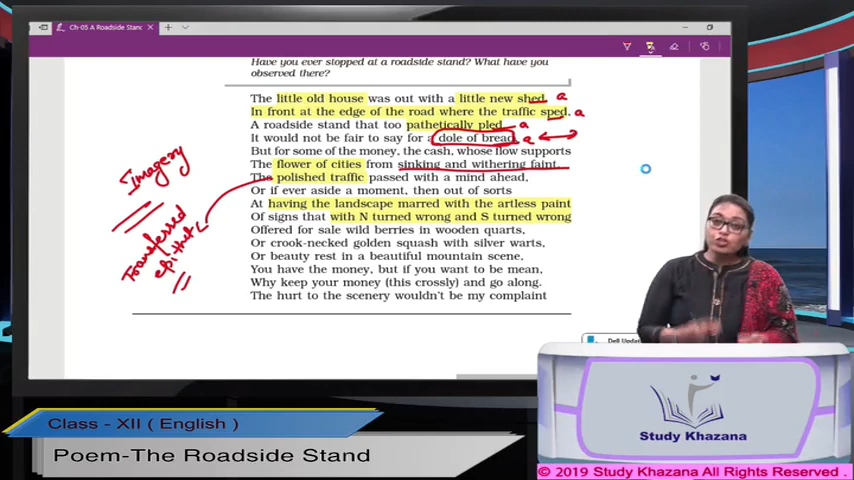 Ch-05 A Roadside Stand
Have you ever stopped at a roadside stand? What have you
observed there?
The little old house was out with a little new shed a
In front at the edge of the road where the traffic sped, a
A roadside stand that too pathetically pled, a
It would not be fair to say for a dole of bread, a
But for some of the money, the cash, whose flow supports
The flower of cities from sinking and withering faint.
The polished traffic passed with a mind ahead,
Or if ever aside a moment, then out of sorts
At having the landscape marred with the artless paint
Of signs that with N turned wrong and S turned wrong
Offered for sale wild berries in wooden quarts,
Or crook-necked golden squash with silver warts,
Or beauty rest in a beautiful mountain scene,
You have the money, but if you want to be mean,
Why keep your money (this crossly) and go along.
The hurt to the scenery wouldn't be my complaint
Imagery
Transferred
epithet
Dell Updat
Study Khazana
Class - XII ( English )
Poem-The Roadside Stand
© 2019 Study Khazana All Rights Reserved .